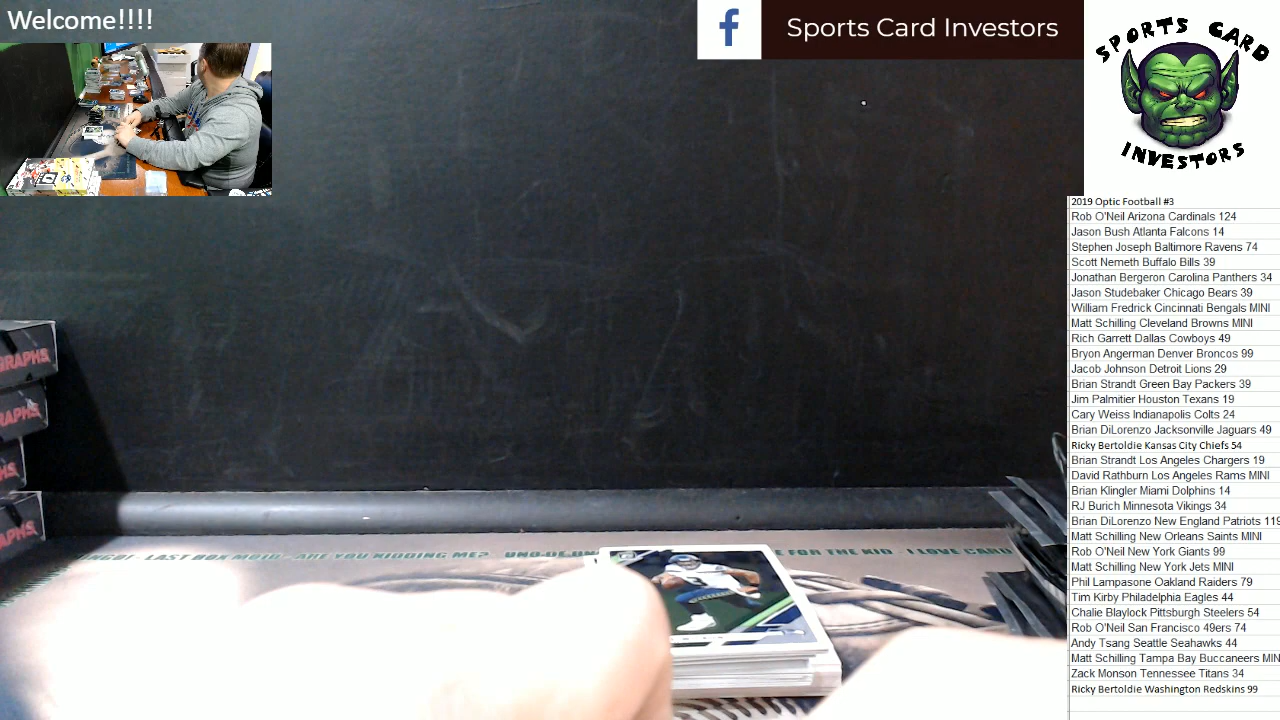 Welcome!!!!
Sports Card Investors
SPORTS CARD
INVESTORS
2019 Optic Football #3
Rob O'Neil Arizona Cardinals 124
Jason Bush Atlanta Falcons 14
Stephen Joseph Baltimore Ravens 74
Scott Nemeth Buffalo Bills 39
Jonathan Bergeron Carolina Panthers 34
Jason Studebaker Chicago Bears 39
William Fredrick Cincinnati Bengals MINI
Matt Schilling Cleveland Browns MINI
Rich Garrett Dallas Cowboys 49
Bryon Angerman Denver Broncos 99
Jacob Johnson Detroit Lions 29
Brian Strandt Green Bay Packers 39
Jim Palmitier Houston Texans 19
Cary Weiss Indianapolis Colts 24
Brian DiLorenzo Jacksonville Jaguars 49
Ricky Bertoldie Kansas City Chiefs 54
Brian Strandt Los Angeles Chargers 19
David Rathburn Los Angeles Rams MINI
Brian Klingler Miami Dolphins 14
RJ Burich Minnesota Vikings 34
Brian DiLorenzo New England Patriots 119
Matt Schilling New Orleans Saints MINI
Rob O'Neil New York Giants 99
Matt Schilling New York Jets MINI
Phil Lampasone Oakland Raiders 79
Tim Kirby Philadelphia Eagles 44
Chalie Blaylock Pittsburgh Steelers 54
Rob O'Neil San Francisco 49ers 74
Andy Tsang Seattle Seahawks 44
Matt Schilling Tampa Bay Buccaneers MIN
Zack Monson Tennessee Titans 34
Ricky Bertoldie Washington Redskins 99
GRAPHS
RAPHS
LAST BOX MOJO ARE YOU KIDDING ME? E FOR THE KID I LOVE CARD